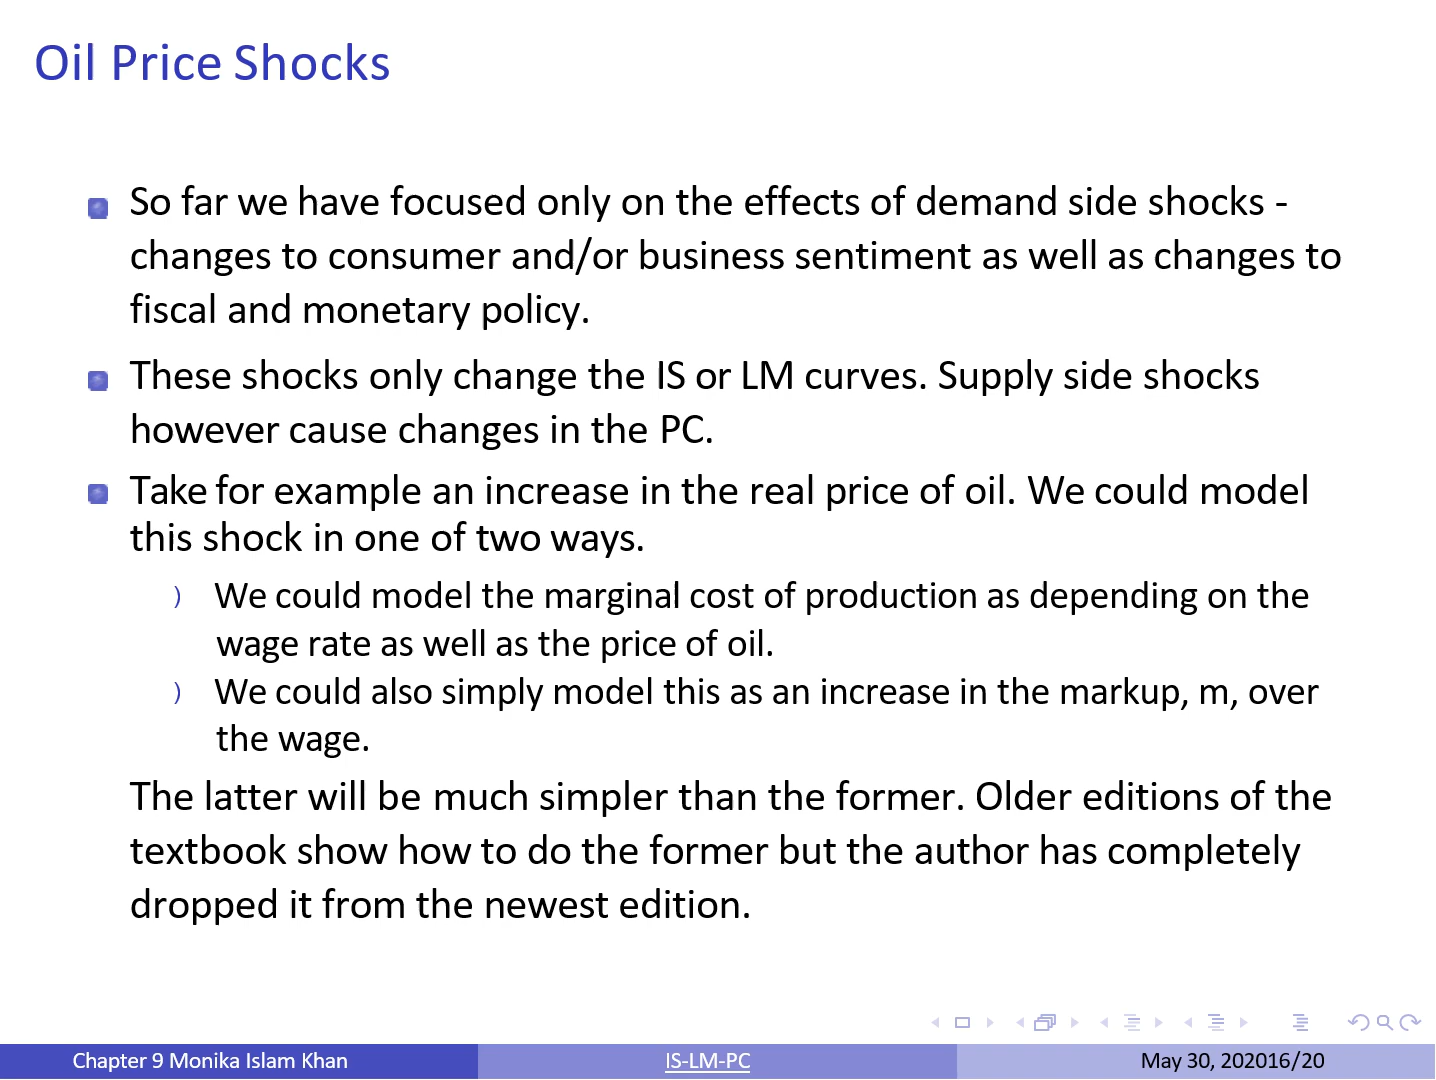 Oil Price Shocks
So far we have focused only on the effects of demand side shocks -
changes to consumer and/or business sentiment as well as changes to
fiscal and monetary policy.
These shocks only change the IS or LM curves. Supply side shocks
however cause changes in the PC.
Take for example an increase in the real price of oil. We could model
this shock in one of two ways.
) We could model the marginal cost of production as depending on the
wage rate as well as the price of oil.
) We could also simply model this as an increase in the markup, m, over
the wage.
The latter will be much simpler than the former. Older editions of the
textbook show how to do the former but the author has completely
dropped it from the newest edition.
Chapter 9 Monika Islam Khan IS-LM-PC May 30, 202016/20